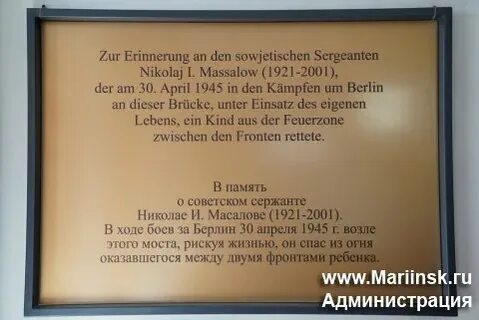 Zur Erinnerung an den sowjetischen Sergeanten
Nikolaj I. Massalow (1921-2001),
der am 30. April 1945 in den Kämpfen um Berlin
an dieser Brücke, unter Einsatz des eigenen
Lebens, ein Kind aus der Feuerzone
zwischen den Fronten rettete.
В память
о советском сержанте
Николае И. Масалове (1921-2001).
В ходе боев за Берлин 30 апреля 1945 г. возле
этого моста, рискуя жизнью, он спас из огня
оказавшегося между двумя фронтами ребенка.
www.Mariinsk.ru
Администрация